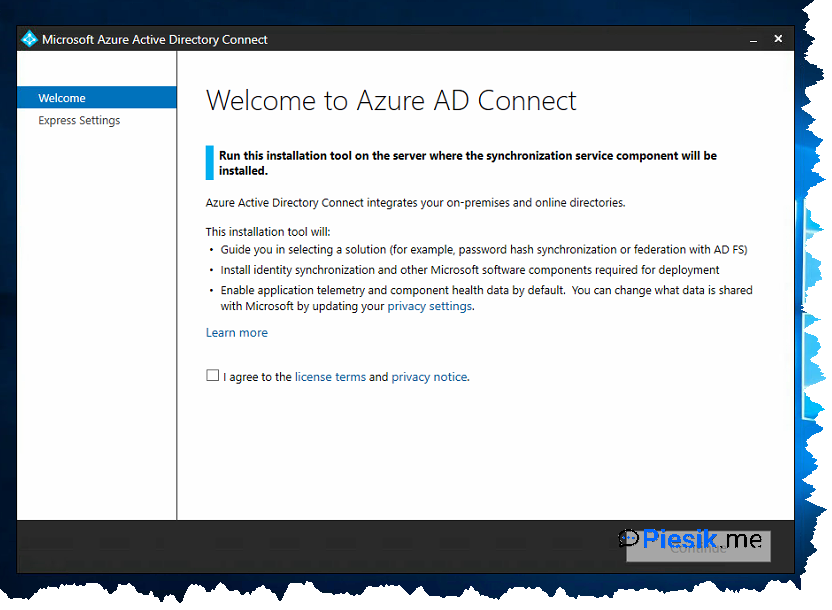 Microsoft Azure Active Directory Connect
Welcome
Express Settings
Welcome to Azure AD Connect
Run this installation tool on the server where the synchronization service component will be
installed.
Azure Active Directory Connect integrates your on-premises and online directories.
This installation tool will:
• Guide you in selecting a solution (for example, password hash synchronization or federation with AD FS)
• Install identity synchronization and other Microsoft software components required for deployment
• Enable application telemetry and component health data by default.  You can change what data is shared
with Microsoft by updating your privacy settings.
Learn more
I agree to the license terms and privacy notice.
Piesik.me
Continue